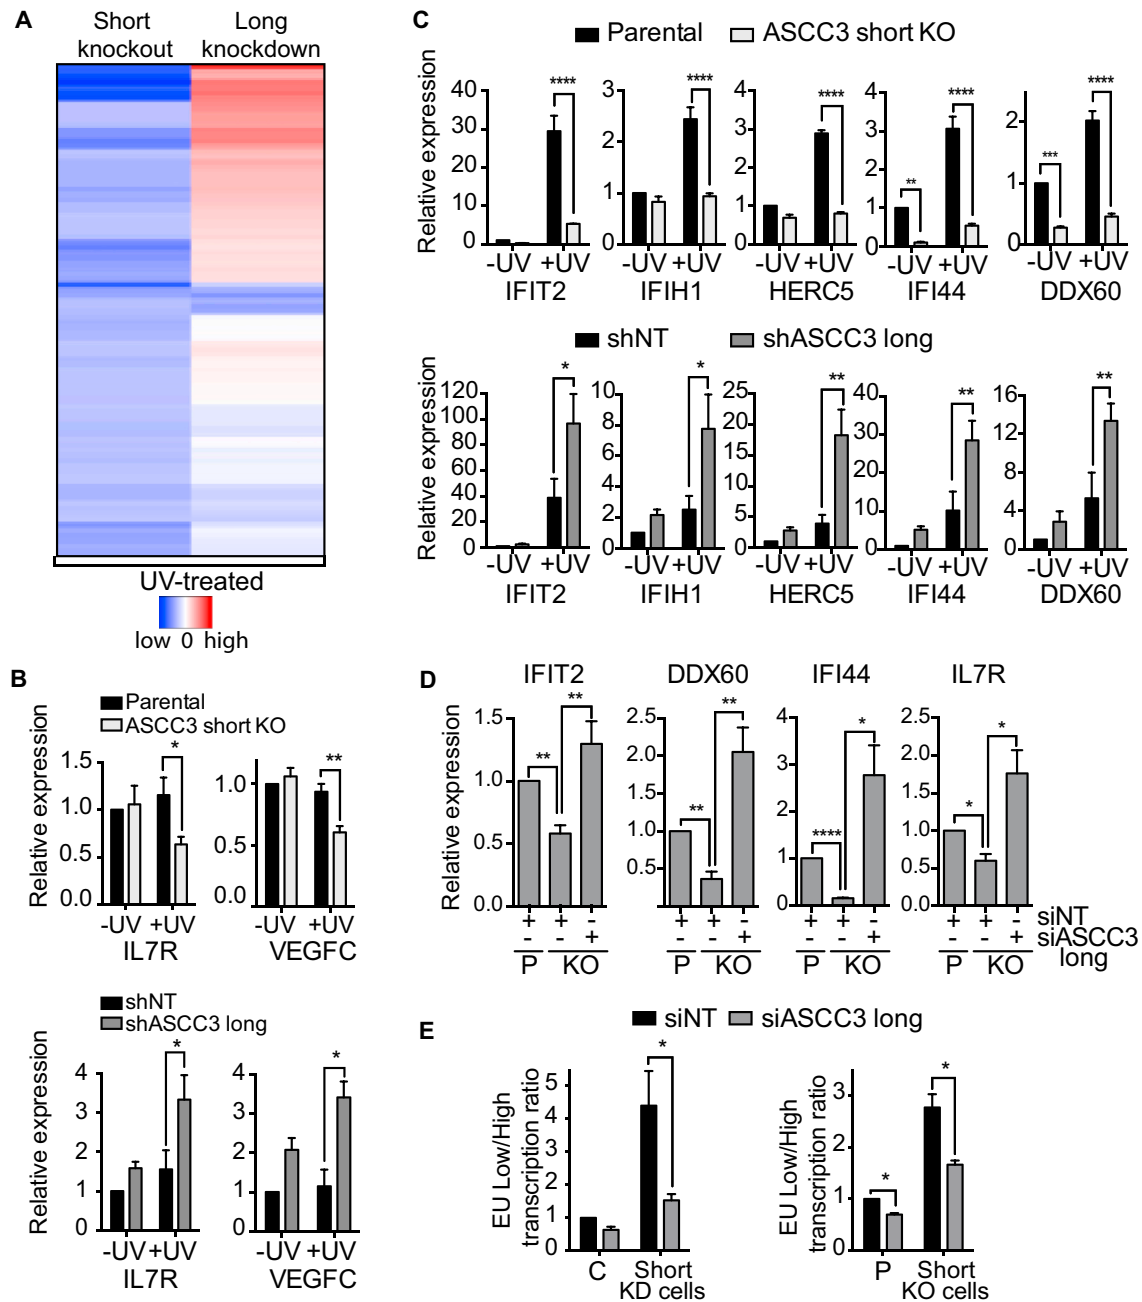 A
Short knockout
Long knockdown
UV-treated
low 0 high
B
Parental
ASCC3 short KO
Relative expression
1.5
1.0
0.5
0.0
*
-UV +UV
IL7R
1.0
0.5
0.0
**
-UV +UV
VEGFC
shNT
shASCC3 long
Relative expression
4
3
2
1
0
*
-UV +UV
IL7R
4
3
2
1
0
*
-UV +UV
VEGFC
C
Parental
ASCC3 short KO
Relative expression
40
30
20
10
0
****
-UV +UV
IFIT2
3
2
1
0
****
-UV +UV
IFIH1
4
3
2
1
0
****
-UV +UV
HERC5
4
3
2
1
0
**
****
-UV +UV
IFI44
2
1
0
***
****
-UV +UV
DDX60
shNT
shASCC3 long
Relative expression
120
100
80
60
40
20
0
*
-UV +UV
IFIT2
10
8
6
4
2
0
*
-UV +UV
IFIH1
25
20
15
10
5
0
**
-UV +UV
HERC5
40
30
20
10
0
**
-UV +UV
IFI44
16
12
8
4
0
**
-UV +UV
DDX60
D
IFIT2
Relative expression
1.5
1.0
0.5
0.0
**
**
+ + -
- +
P KO
DDX60
2.5
2.0
1.5
1.0
0.5
**
**
+ + -
- +
P KO
IFI44
4
3
2
1
0
****
*
+ + -
- +
P KO
IL7R
2.5
2.0
1.5
1.0
0.5
0.0
*
*
+ + -
- +
P KO
siNT
siASCC3 long
E
siNT
siASCC3 long
EU Low/High transcription ratio
5
4
3
2
1
0
*
C
Short KD cells
EU Low/High transcription ratio
3
2
1
0
*
*
P
Short KO cells